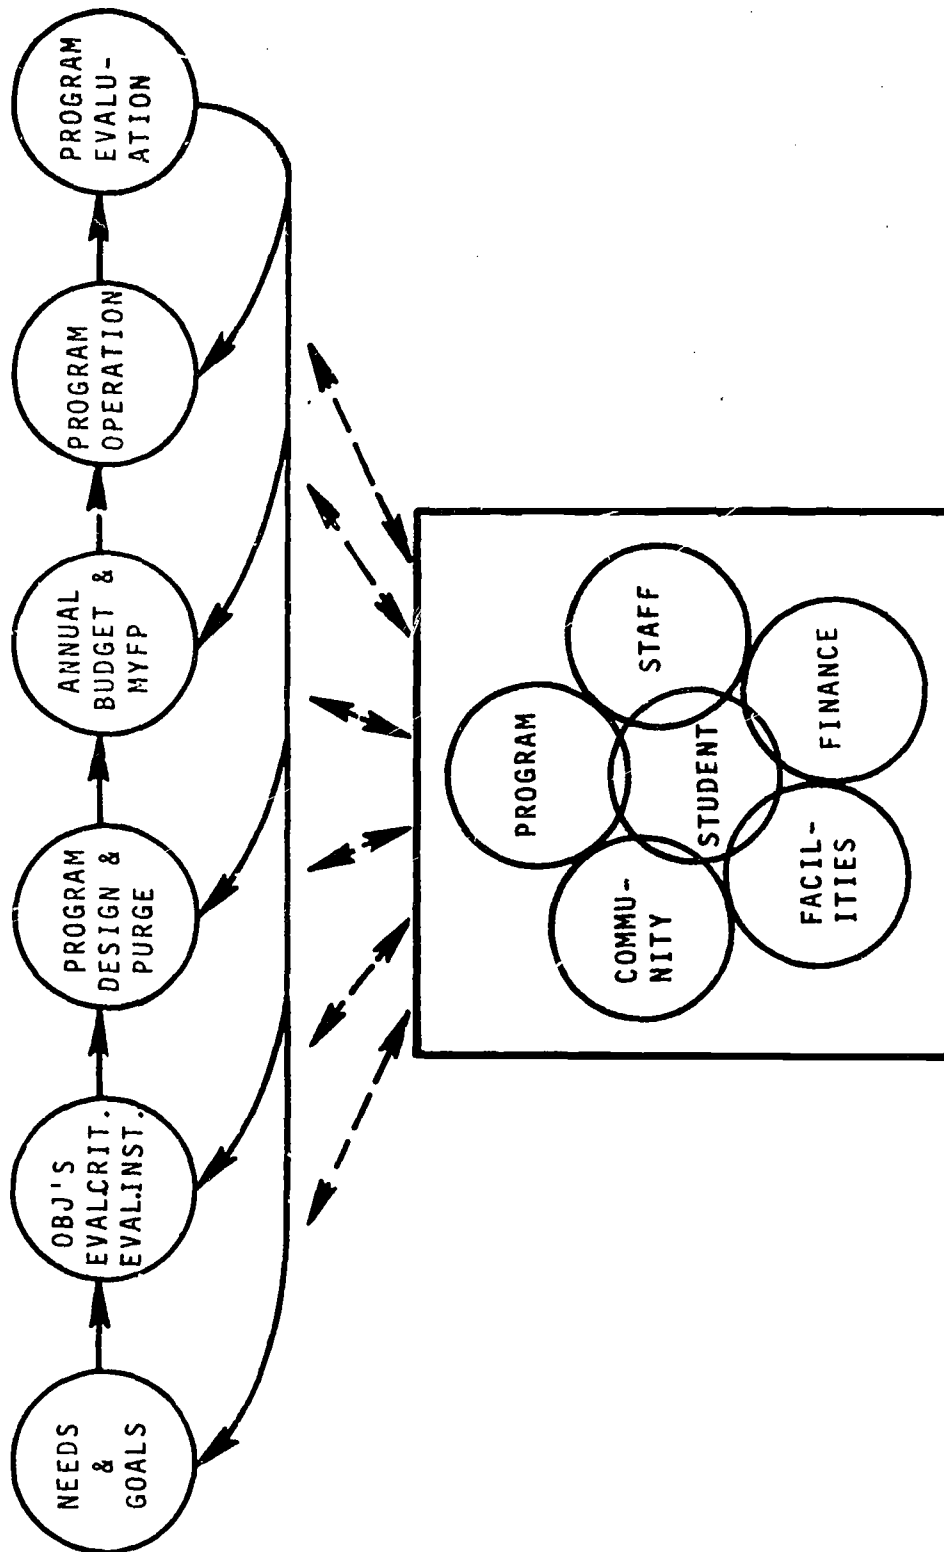 NEEDS
&
GOALS
OBJ'S
EVAL.CRIT.
EVAL.INST.
PROGRAM
DESIGN &
PURGE
ANNUAL
BUDGET &
MYFP
PROGRAM
OPERATION
PROGRAM
EVALU-
ATION
PROGRAM
COMMU-
NITY
STUDENT
STAFF
FACIL-
ITIES
FINANCE